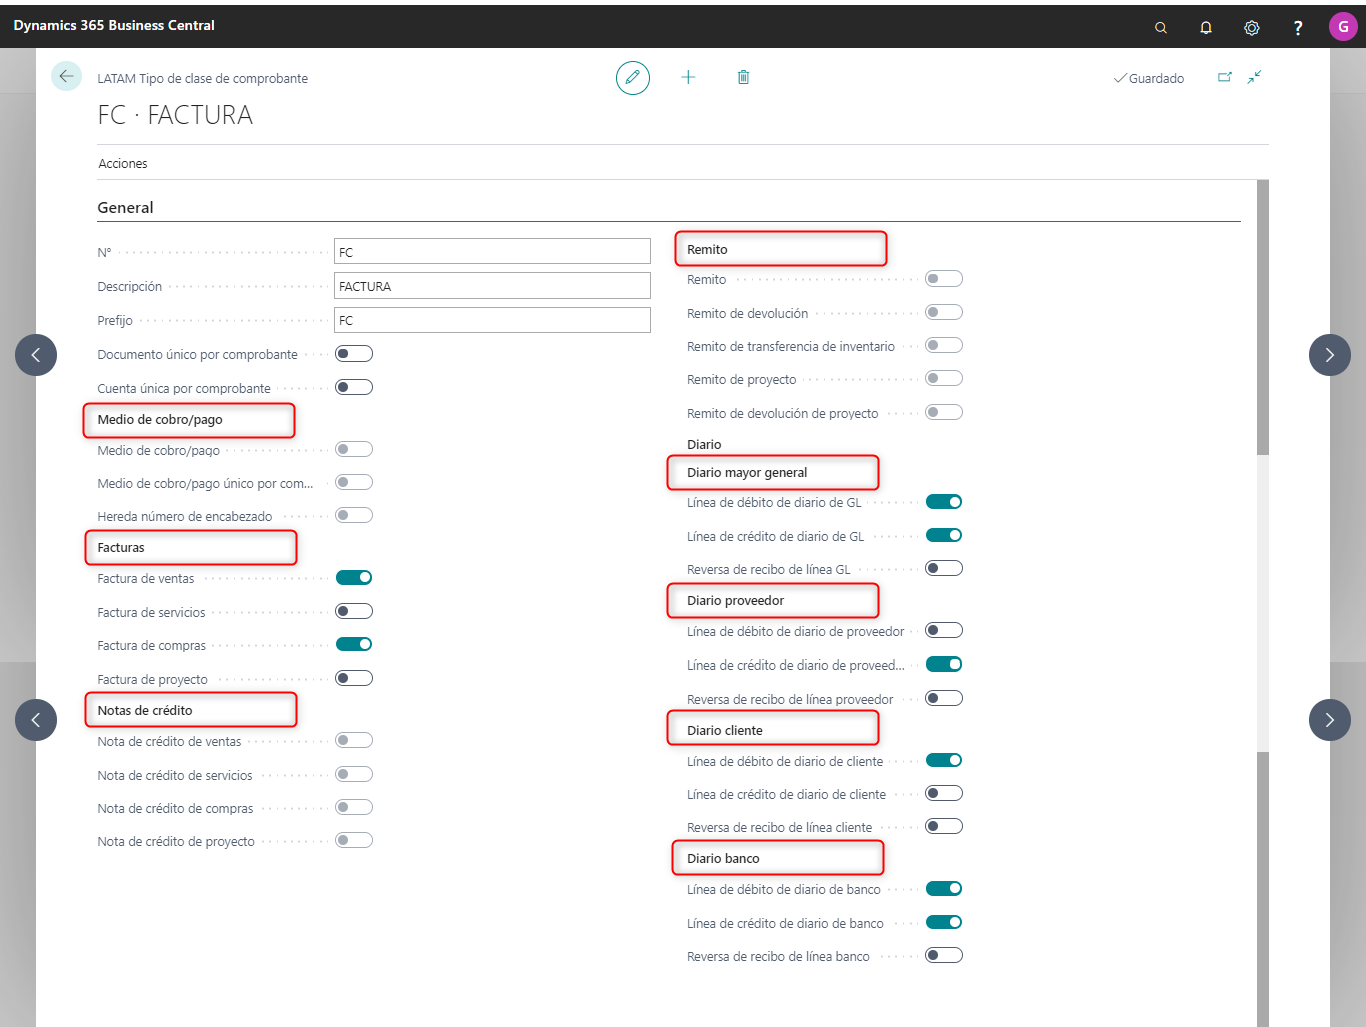 Dynamics 365 Business Central
?
G
LATAM Tipo de clase de comprobante
Guardado
FC · FACTURA
Acciones
General
Nº
FC
Descripción
FACTURA
Prefijo
FC
Documento único por comprobante
Cuenta única por comprobante
Medio de cobro/pago
Medio de cobro/pago
Medio de cobro/pago único por com...
Hereda número de encabezado
Facturas
Factura de ventas
Factura de servicios
Factura de compras
Factura de proyecto
Notas de crédito
Nota de crédito de ventas
Nota de crédito de servicios
Nota de crédito de compras
Nota de crédito de proyecto
Remito
Remito
Remito de devolución
Remito de transferencia de inventario
Remito de proyecto
Remito de devolución de proyecto
Diario
Diario mayor general
Línea de débito de diario de GL
Línea de crédito de diario de GL
Reversa de recibo de línea GL
Diario proveedor
Línea de débito de diario de proveedor
Línea de crédito de diario de proveed...
Reversa de recibo de línea proveedor
Diario cliente
Línea de débito de diario de cliente
Línea de crédito de diario de cliente
Reversa de recibo de línea cliente
Diario banco
Línea de débito de diario de banco
Línea de crédito de diario de banco
Reversa de recibo de línea banco